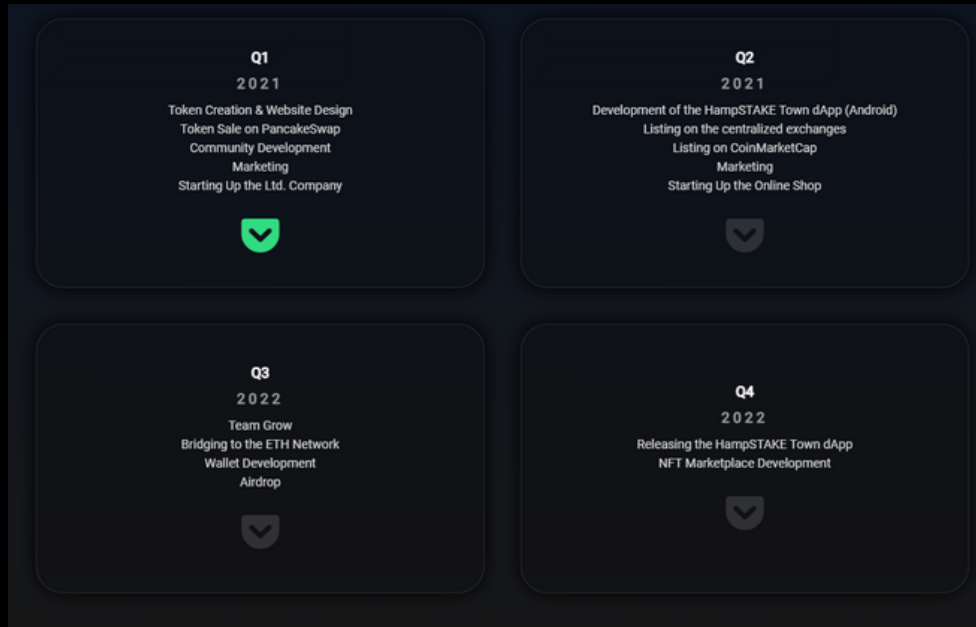 Q1
2021
Token Creation & Website Design
Token Sale on PancakeSwap
Community Development
Marketing
Starting Up the Ltd. Company
Q2
2021
Development of the HampSTAKE Town dApp (Android)
Listing on the centralized exchanges
Listing on CoinMarketCap
Marketing
Starting Up the Online Shop
Q3
2022
Team Grow
Bridging to the ETH Network
Wallet Development
Airdrop
Q4
2022
Releasing the HampSTAKE Town dApp
NFT Marketplace Development